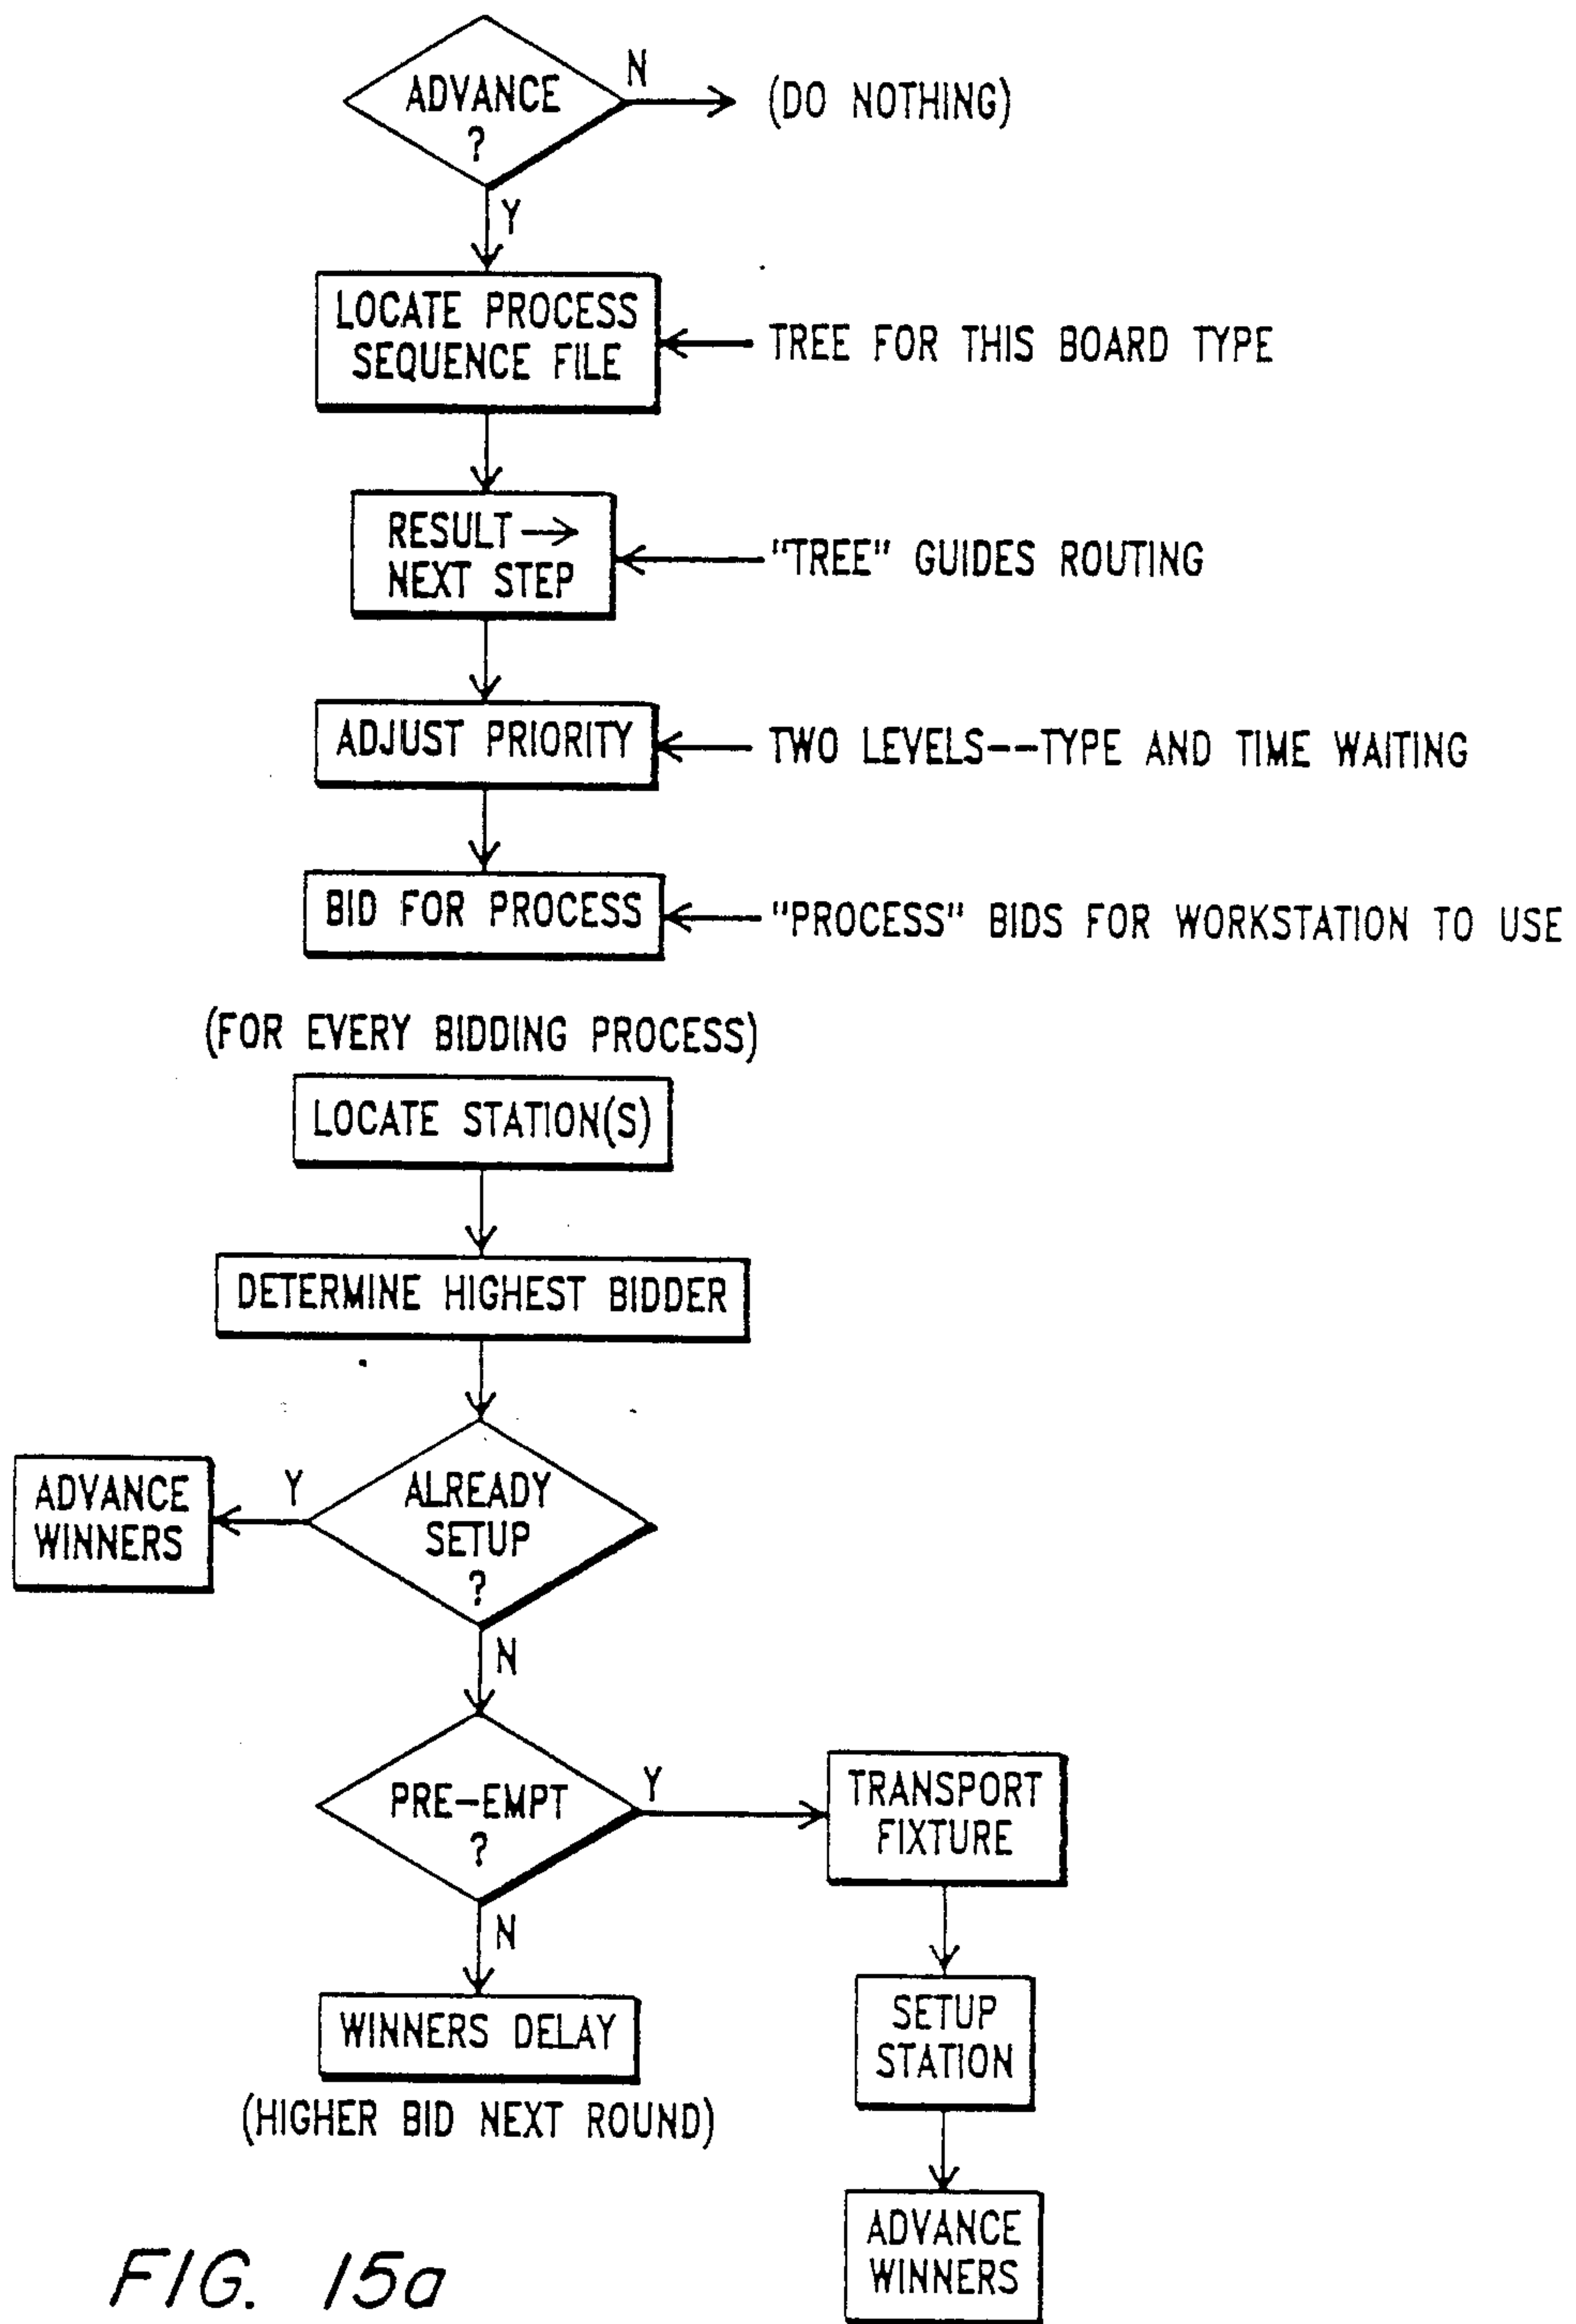 ADVANCE
?
N
(DO NOTHING)
Y
LOCATE PROCESS
SEQUENCE FILE
TREE FOR THIS BOARD TYPE
RESULT →
NEXT STEP
"TREE" GUIDES ROUTING
ADJUST PRIORITY
TWO LEVELS--TYPE AND TIME WAITING
BID FOR PROCESS
"PROCESS" BIDS FOR WORKSTATION TO USE
(FOR EVERY BIDDING PROCESS)
LOCATE STATION(S)
DETERMINE HIGHEST BIDDER
ADVANCE
WINNERS
Y
ALREADY
SETUP
?
N
PRE-EMPT
?
Y
TRANSPORT
FIXTURE
N
WINNERS DELAY
(HIGHER BID NEXT ROUND)
SETUP
STATION
ADVANCE
WINNERS
FIG. 15a